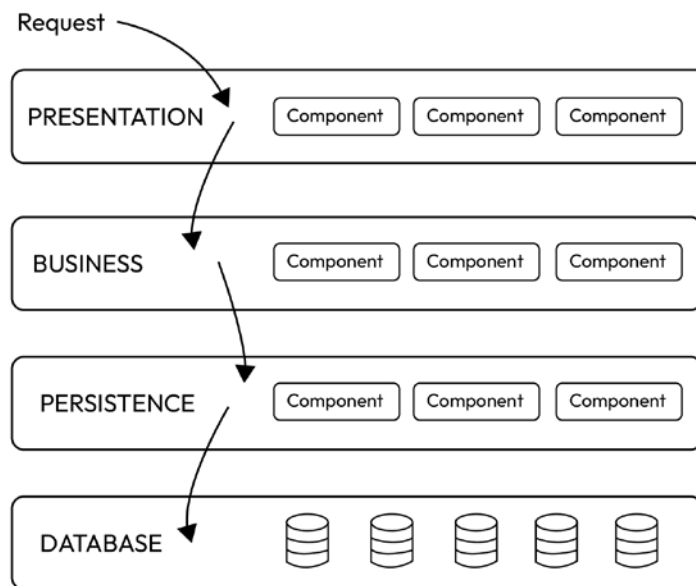 Request
PRESENTATION Component Component Component
BUSINESS Component Component Component
PERSISTENCE Component Component Component
DATABASE